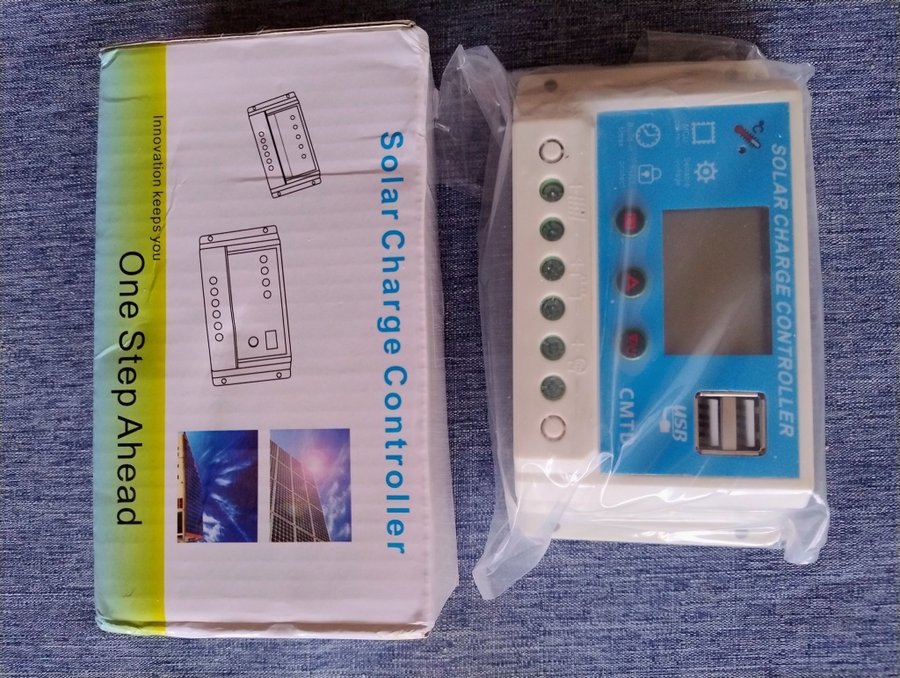 Solar Charge Controller
Innovation keeps you
One Step Ahead
SOLAR CHARGE CONTROLLER
°C
USB
CMTD